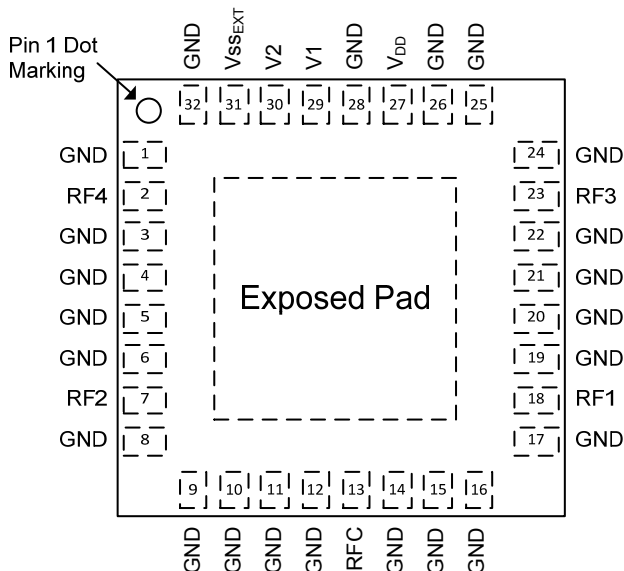 Pin 1 Dot
Marking
GND VssEXT V2 V1 GND VDD GND GND
32 31 30 29 28 27 26 25
GND 1 24 GND
RF4 2 23 RF3
GND 3 22 GND
GND 4 21 GND
GND 5 20 GND
GND 6 19 GND
RF2 7 18 RF1
GND 8 17 GND
Exposed Pad
9 10 11 12 13 14 15 16
GND GND GND GND RFC GND GND GND